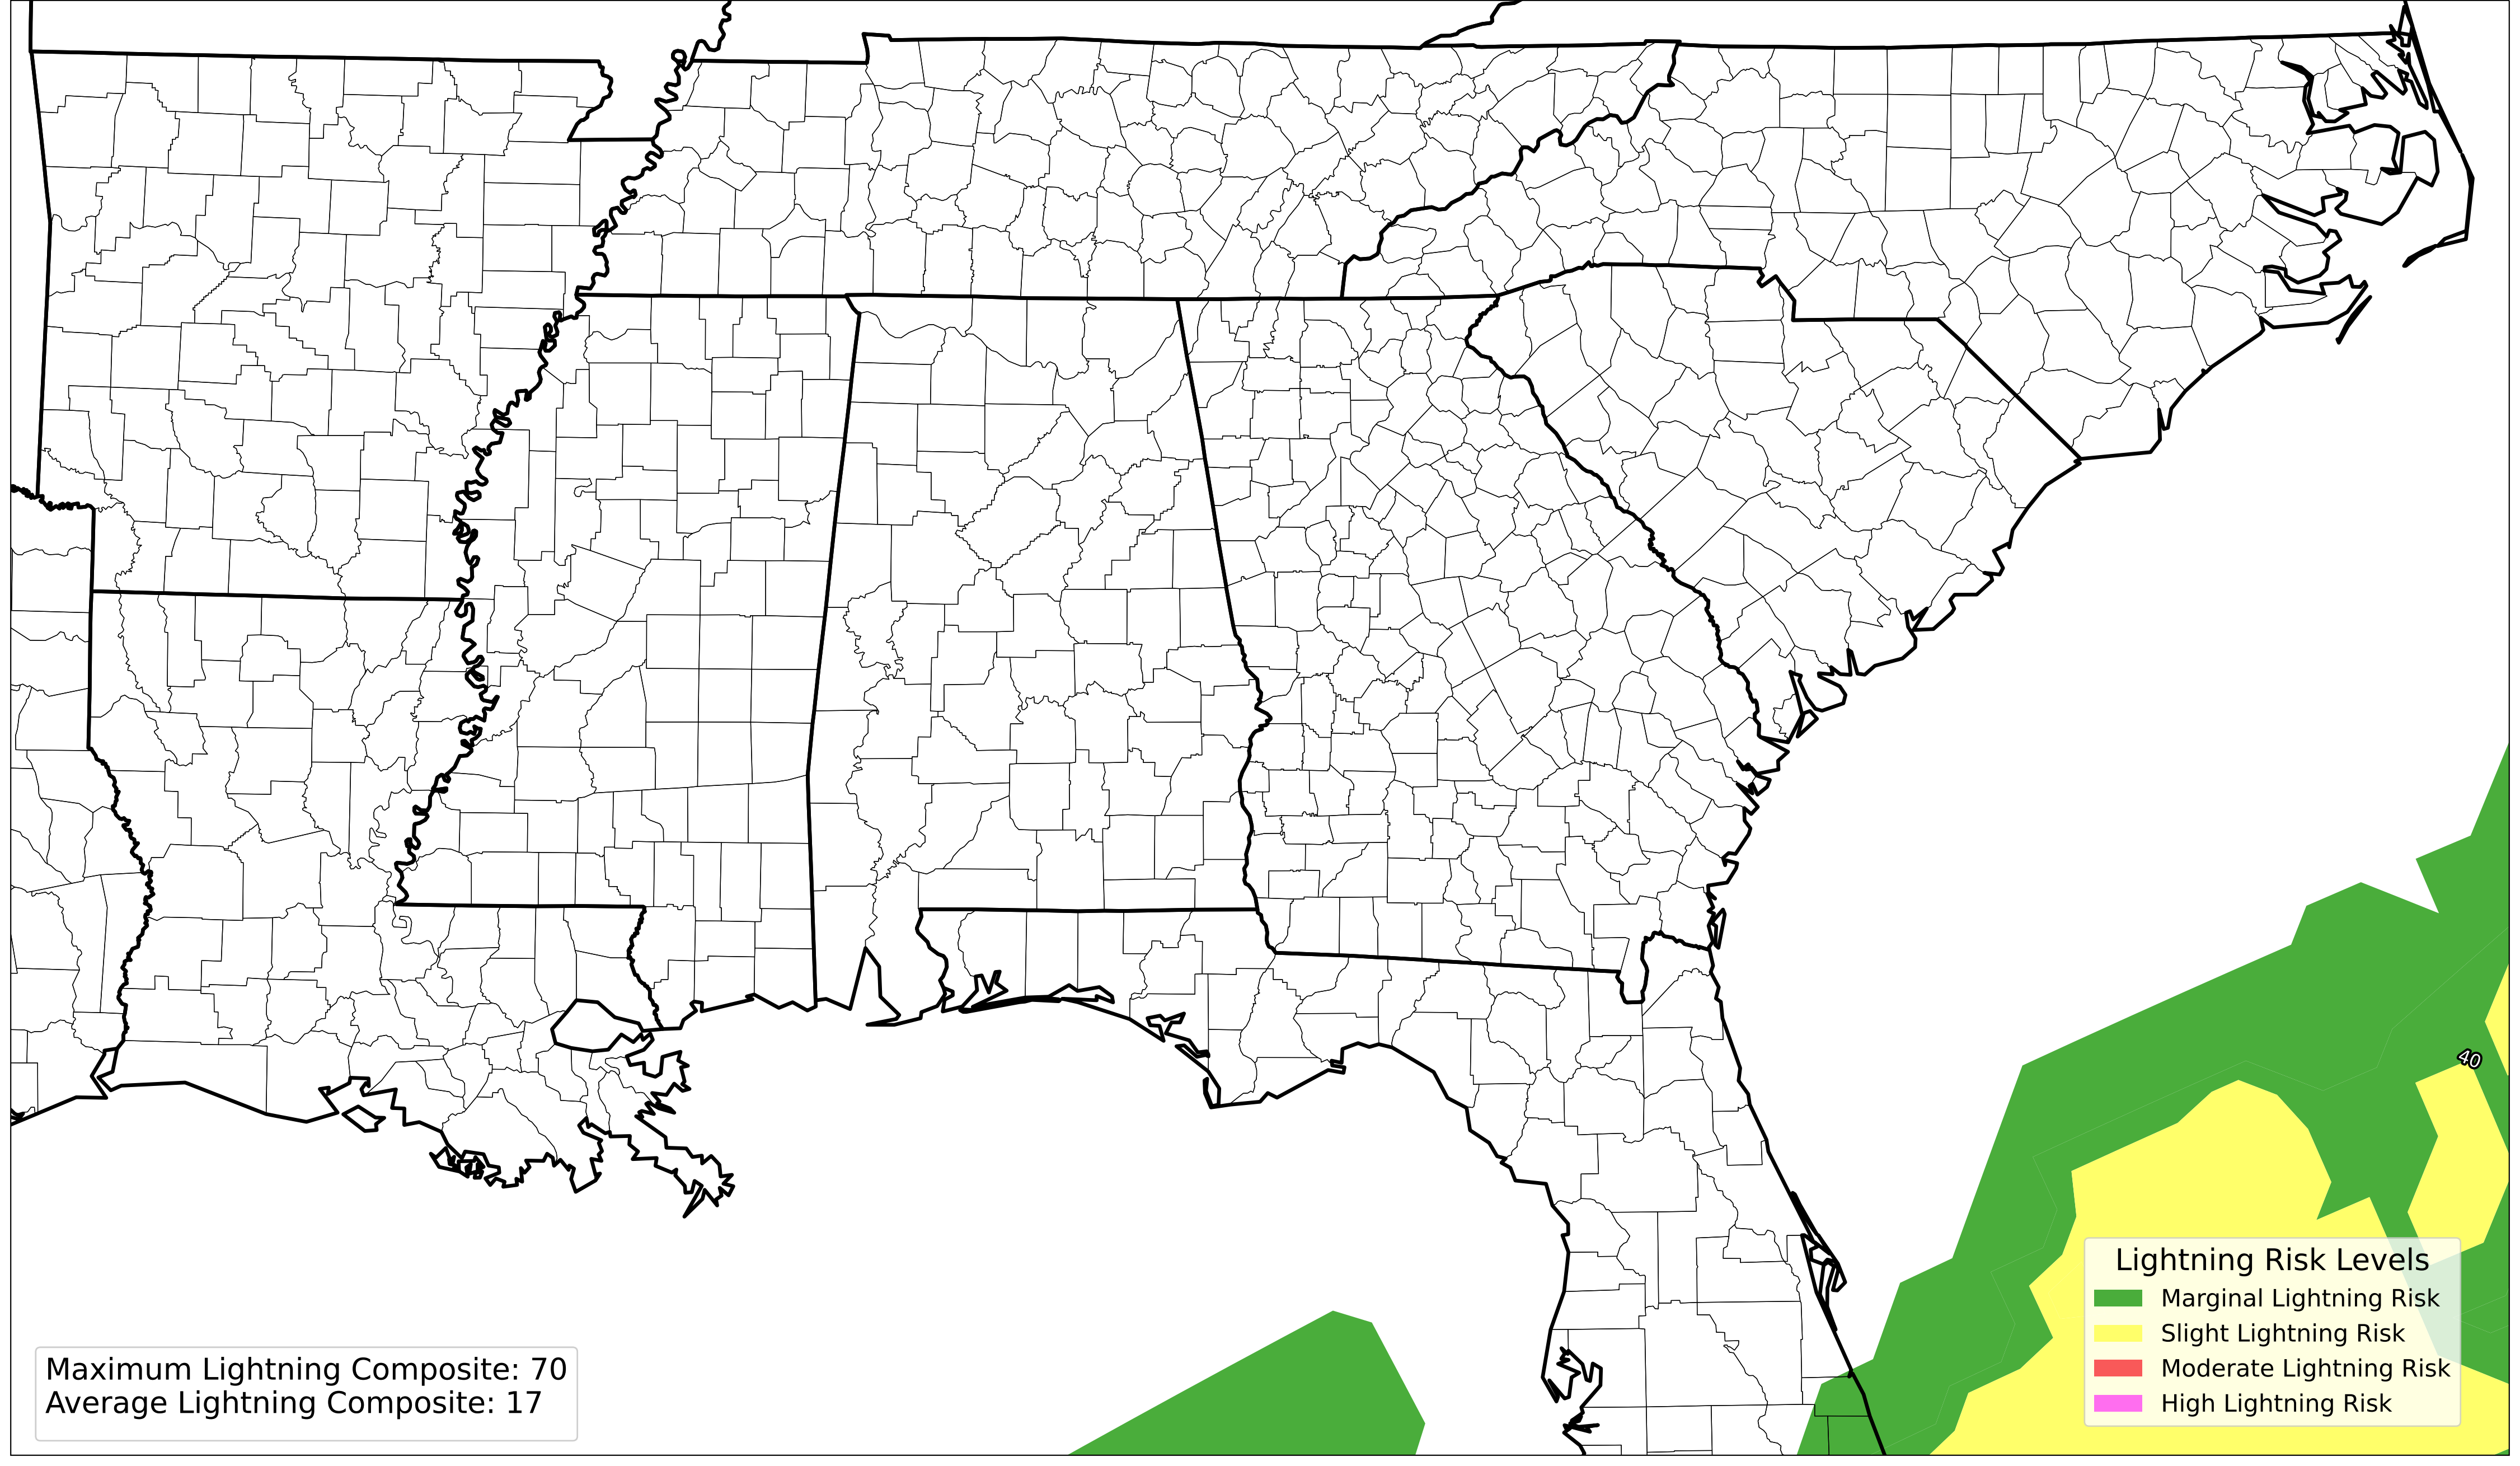 40
Lightning Risk Levels
Marginal Lightning Risk
Slight Lightning Risk
Moderate Lightning Risk
High Lightning Risk
Maximum Lightning Composite: 70
Average Lightning Composite: 17